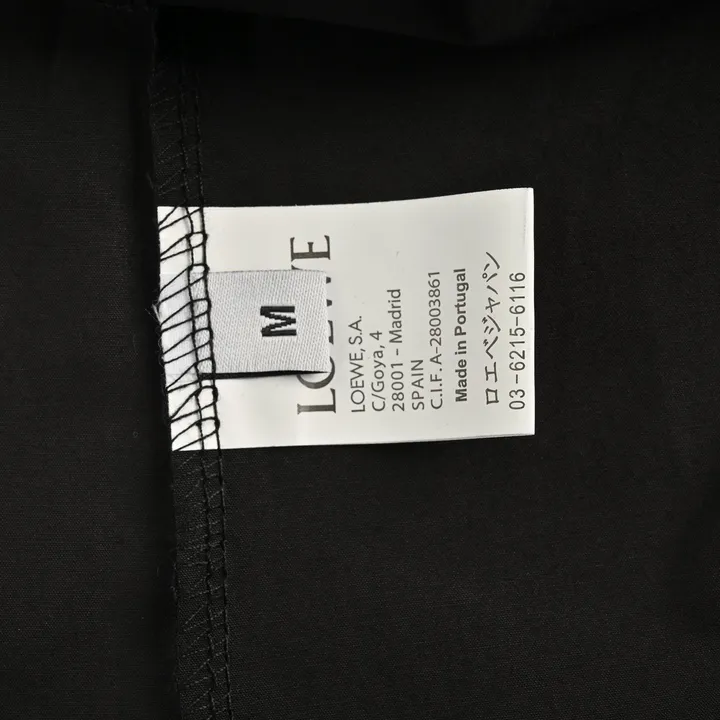 LOEWE
M
LOEWE, S.A.
C/Goya, 4
28001 - Madrid
SPAIN
C.I.F. A-28003861
Made in Portugal
ロエベジャパン
03-6215-6116